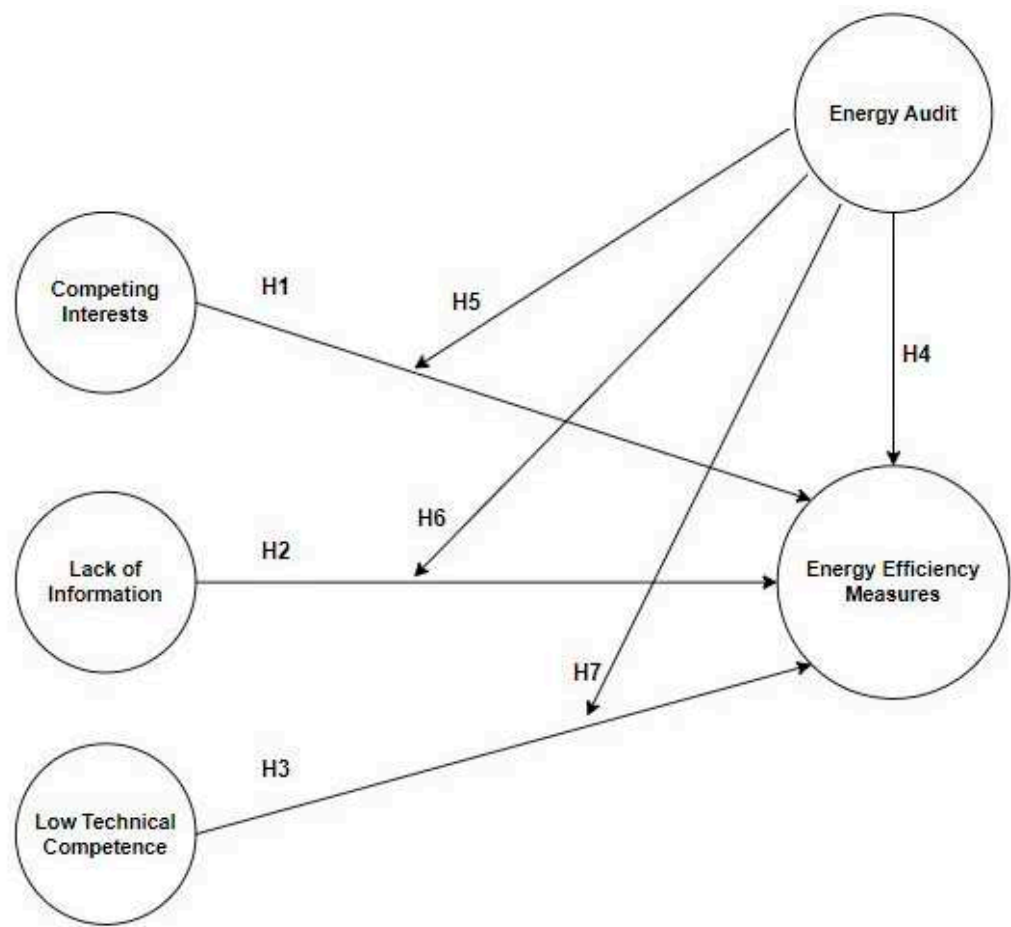 Energy Audit
Competing
Interests
H1
H5
H4
Lack of
Information
H2
H6
Energy Efficiency
Measures
H7
Low Technical
Competence
H3